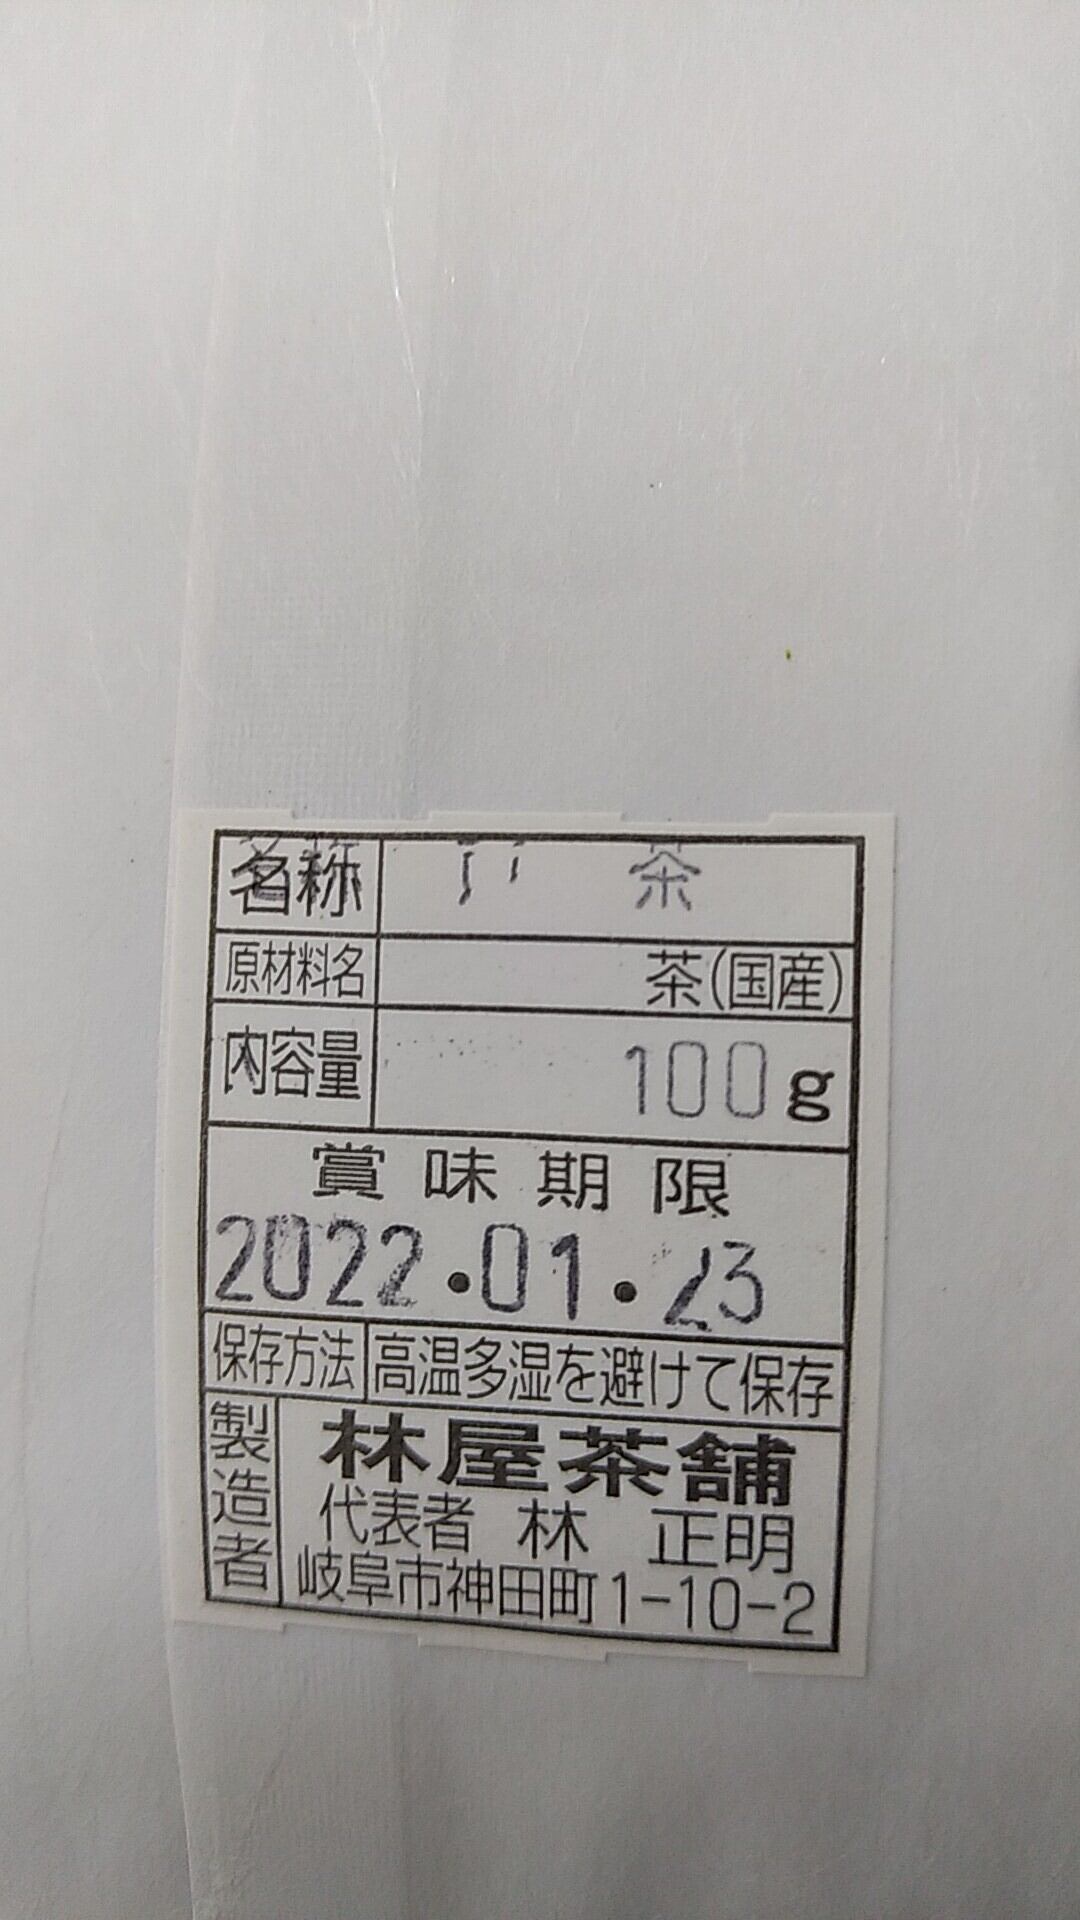 名称 茶
原材料名 茶(国産)
内容量 100g
賞味期限
2022.01.23
保存方法 高温多湿を避けて保存
製造者 林屋茶舗
代表者 林 正明
岐阜市神田町1-10-2